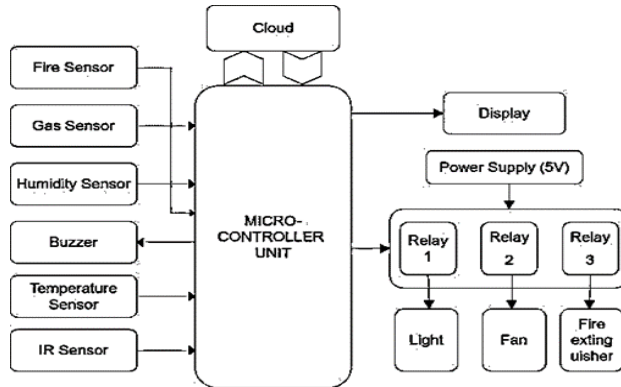 Cloud
Fire Sensor
Gas Sensor
Humidity Sensor
Buzzer
Temperature
Sensor
IR Sensor
MICRO-
CONTROLLER
UNIT
Display
Power Supply (5V)
Relay
1
Relay
2
Relay
3
Light
Fan
Fire
exting
uisher